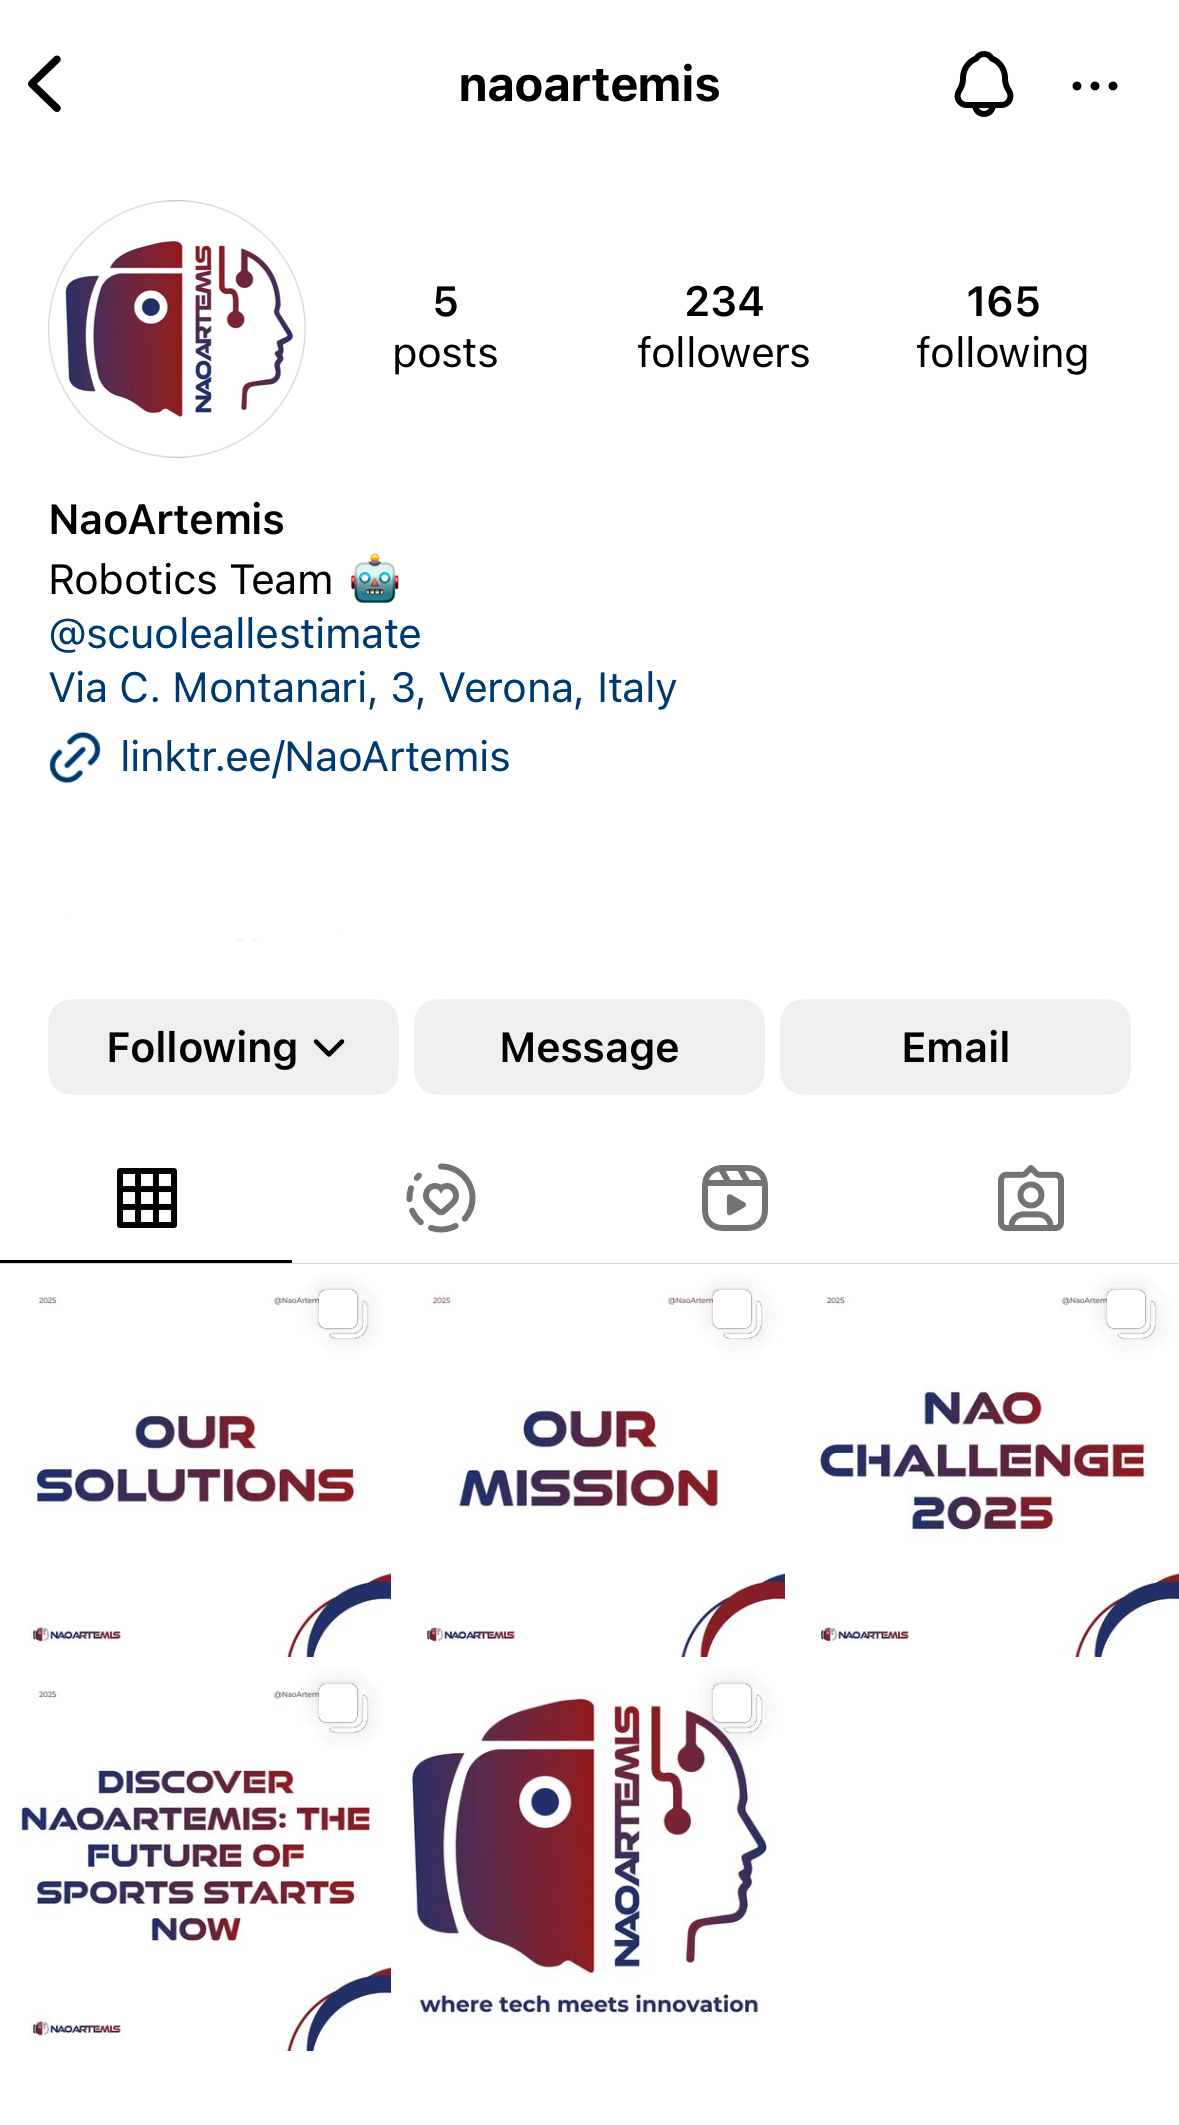 naoartemis
NAOARTEMIS
5
posts
234
followers
165
following
NaoArtemis
Robotics Team
@scuoleallestimate
Via C. Montanari, 3, Verona, Italy
linktr.ee/NaoArtemis
Following
Message
Email
2025
@NaoArtem
OUR
SOLUTIONS
NAOARTEMIS
2025
@NaoArtem
OUR
MISSION
NAOARTEMIS
2025
@NaoArtem
NAO
CHALLENGE
2025
NAOARTEMIS
2025
@NaoArtem
DISCOVER
NAOARTEMIS: THE
FUTURE OF
SPORTS STARTS
NOW
NAOARTEMIS
NAOARTEMIS
where tech meets innovation